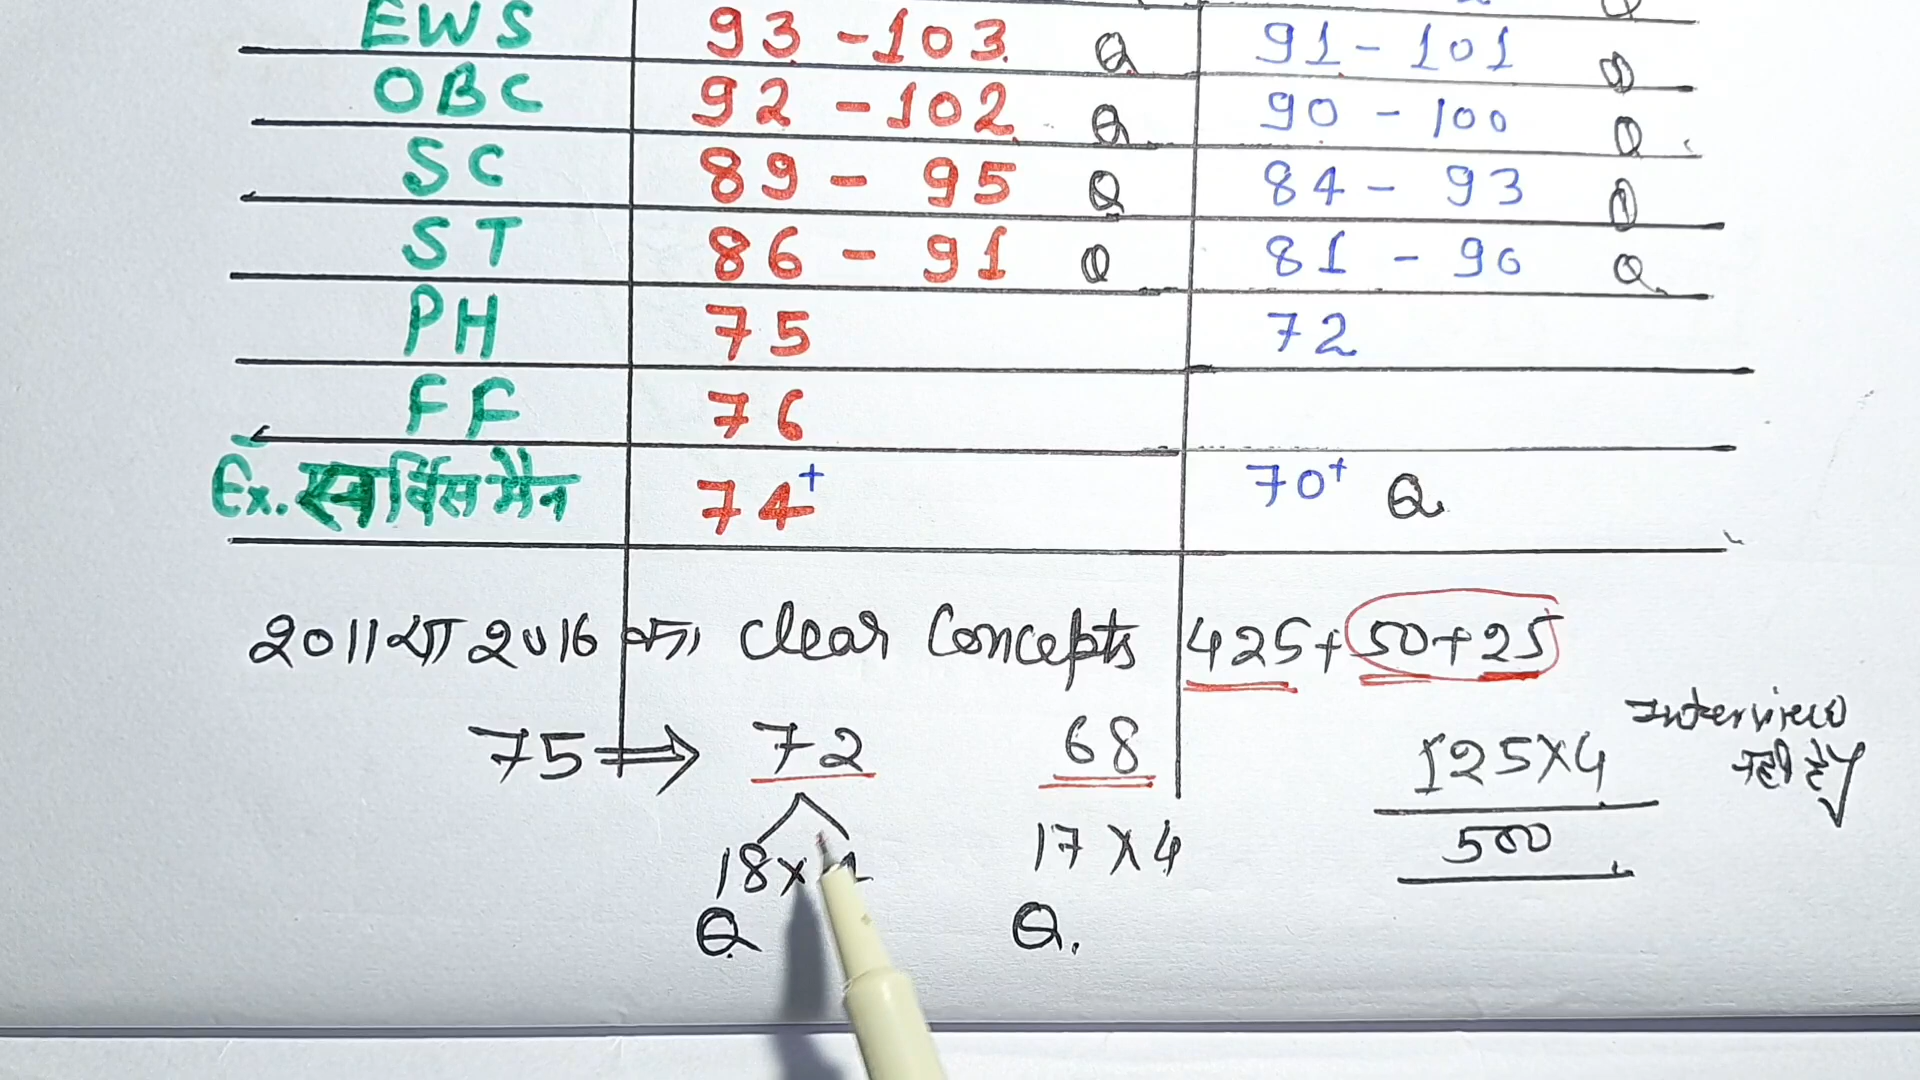 EWS 93 - 103 Q 91 - 101 Q
OBC 92 - 102 Q 90 - 100 Q
SC 89 - 95 Q 84 - 93 Q
ST 86 - 91 Q 81 - 90 Q
PH 75 72
FF 76
Ex. सर्विसमैन 74+ 70+ Q
2011 या 2016 का clear Concepts 425+50+25
75 ⇒ 72 68 125×4 Interview
नही है
18×4 17×4 500
Q Q.